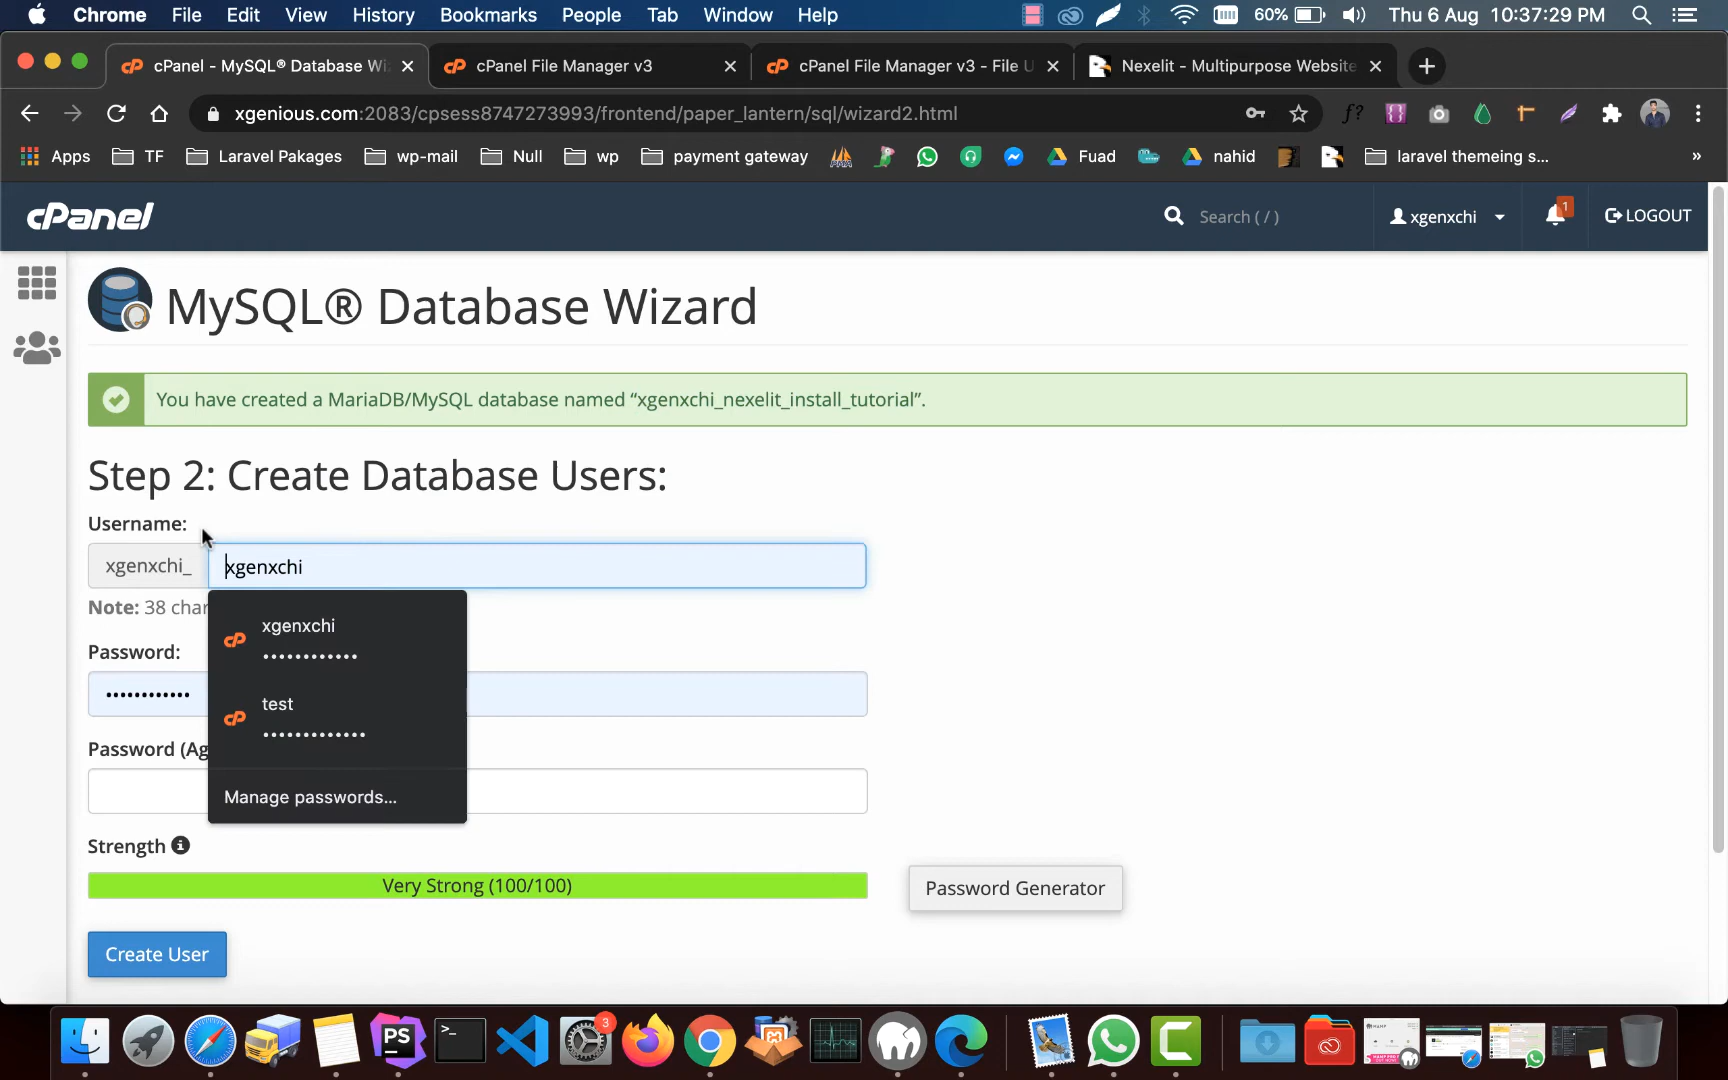 Chrome File Edit View History Bookmarks People Tab Window Help 60% Thu 6 Aug 10:37:29 PM
cPanel - MySQL® Database Wi
cPanel File Manager v3
cPanel File Manager v3 - File U
Nexelit - Multipurpose Website
xgenious.com:2083/cpsess8747273993/frontend/paper_lantern/sql/wizard2.html
f?
Apps TF Laravel Pakages wp-mail Null wp payment gateway Fuad nahid laravel themeing s... »
cPanel
Search ( / )
xgenxchi
1
LOGOUT
MySQL® Database Wizard
You have created a MariaDB/MySQL database named “xgenxchi_nexelit_install_tutorial”.
Step 2: Create Database Users:
Username:
xgenxchi_ xgenxchi
Note: 38 char
xgenxchi
••••••••••••
Password:
••••••••••••
test
•••••••••••••
Password (Ag
Manage passwords...
Strength
Very Strong (100/100)
Password Generator
Create User
PS
3